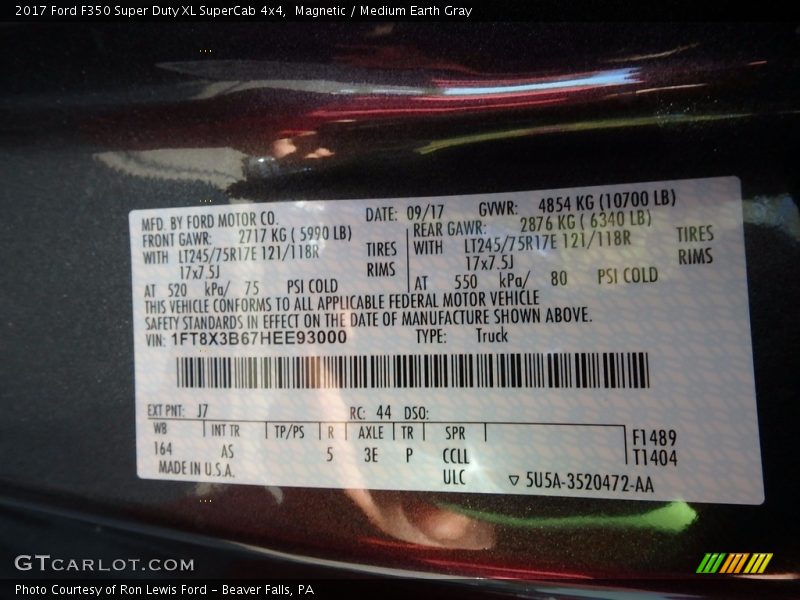 2017 Ford F350 Super Duty XL SuperCab 4x4, Magnetic / Medium Earth Gray
MFD. BY FORD MOTOR CO. DATE: 09/17 GVWR: 4854 KG (10700 LB)
FRONT GAWR: 2717 KG ( 5990 LB) REAR GAWR: 2876 KG ( 6340 LB)
WITH LT245/75R17E 121/118R TIRES WITH LT245/75R17E 121/118R TIRES
17x7.5J RIMS 17x7.5J RIMS
AT 520 kPa/ 75 PSI COLD AT 550 kPa/ 80 PSI COLD
THIS VEHICLE CONFORMS TO ALL APPLICABLE FEDERAL MOTOR VEHICLE
SAFETY STANDARDS IN EFFECT ON THE DATE OF MANUFACTURE SHOWN ABOVE.
VIN: 1FT8X3B67HEE93000 TYPE: Truck
EXT PNT: J7 RC: 44 DSO:
WB INT TR TP/PS R AXLE TR SPR F1489
164 AS 5 3E P CCLL T1404
MADE IN U.S.A. ULC ▽ 5U5A-3520472-AA
GTCARLOT.COM
Photo Courtesy of Ron Lewis Ford - Beaver Falls, PA